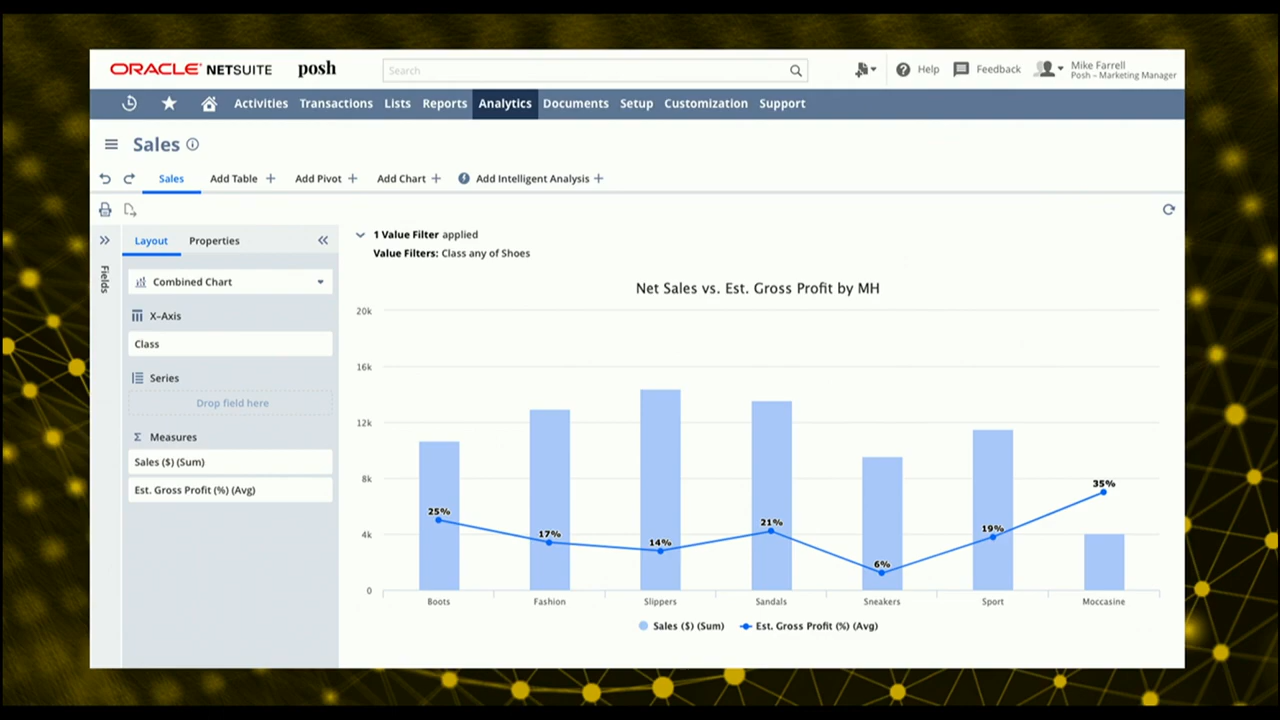 ORACLE NETSUITE posh Search Help Feedback Mike Farrell
Posh – Marketing Manager
Activities Transactions Lists Reports Analytics Documents Setup Customization Support
Sales
Sales Add Table Add Pivot Add Chart Add Intelligent Analysis
Layout Properties
Fields
Combined Chart
X-Axis
Class
Series
Drop field here
Measures
Sales ($) (Sum)
Est. Gross Profit (%) (Avg)
1 Value Filter applied
Value Filters: Class any of Shoes
Net Sales vs. Est. Gross Profit by MH
20k
16k
12k
8k
4k
0
25% 17% 14% 21% 6% 19% 35%
Boots Fashion Slippers Sandals Sneakers Sport Moccasine
Sales ($) (Sum) Est. Gross Profit (%) (Avg)